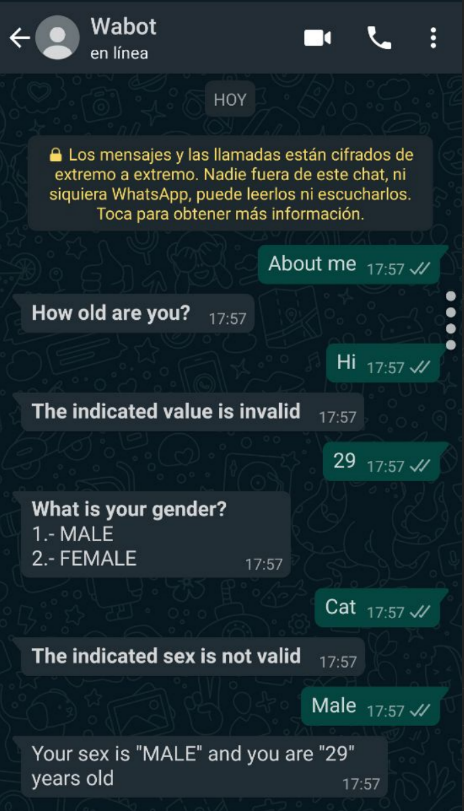 Wabot
en línea
HOY
Los mensajes y las llamadas están cifrados de
extremo a extremo. Nadie fuera de este chat, ni
siquiera WhatsApp, puede leerlos ni escucharlos.
Toca para obtener más información.
About me 17:57
How old are you? 17:57
Hi 17:57
The indicated value is invalid 17:57
29 17:57
What is your gender?
1.- MALE
2.- FEMALE 17:57
Cat 17:57
The indicated sex is not valid 17:57
Male 17:57
Your sex is "MALE" and you are "29"
years old 17:57